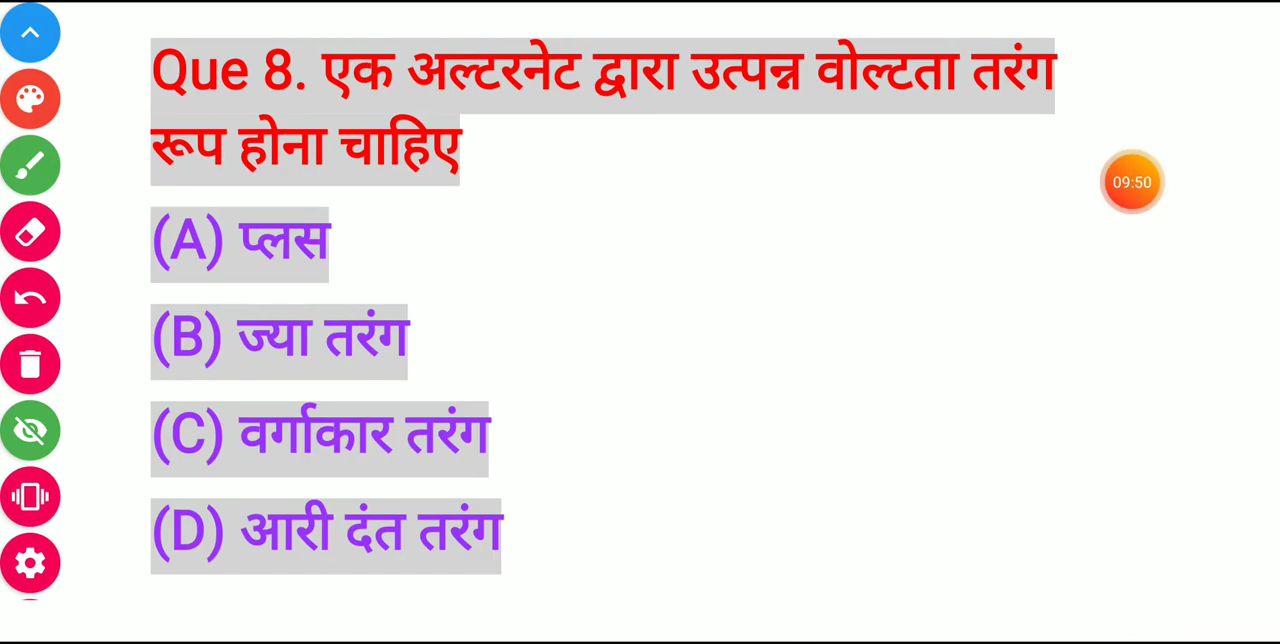 Que 8. एक अल्टरनेट द्वारा उत्पन्न वोल्टता तरंग
रूप होना चाहिए
09:50
(A) प्लस
(B) ज्या तरंग
(C) वर्गाकार तरंग
(D) आरी दंत तरंग